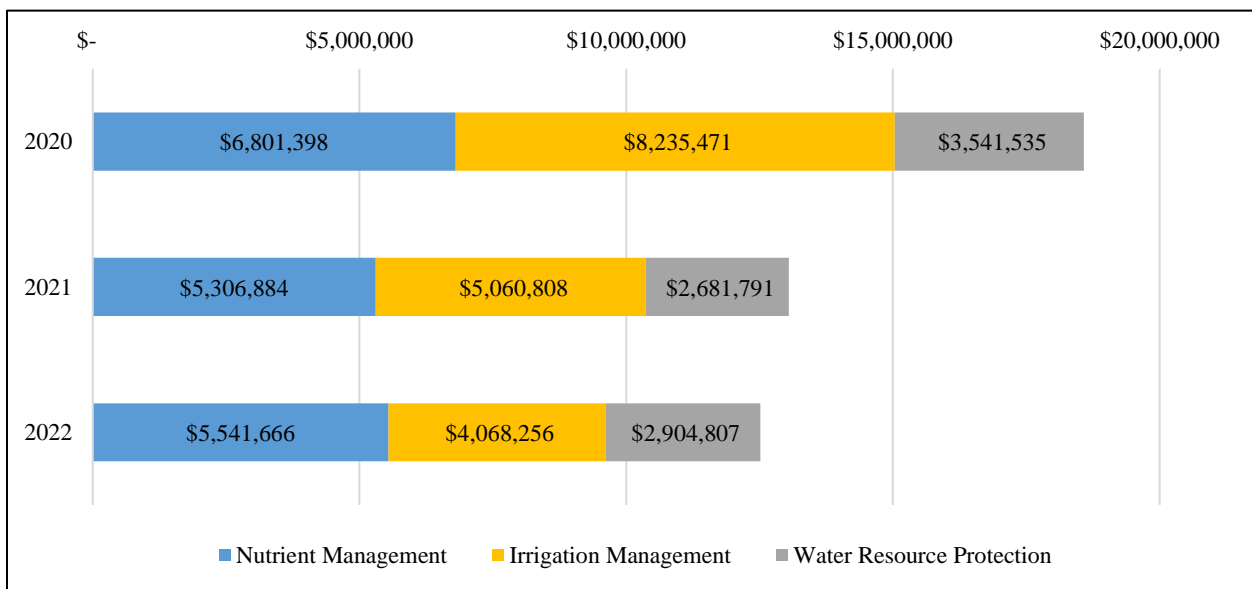 $- $5,000,000 $10,000,000 $15,000,000 $20,000,000
2020 $6,801,398 $8,235,471 $3,541,535
2021 $5,306,884 $5,060,808 $2,681,791
2022 $5,541,666 $4,068,256 $2,904,807
Nutrient Management Irrigation Management Water Resource Protection